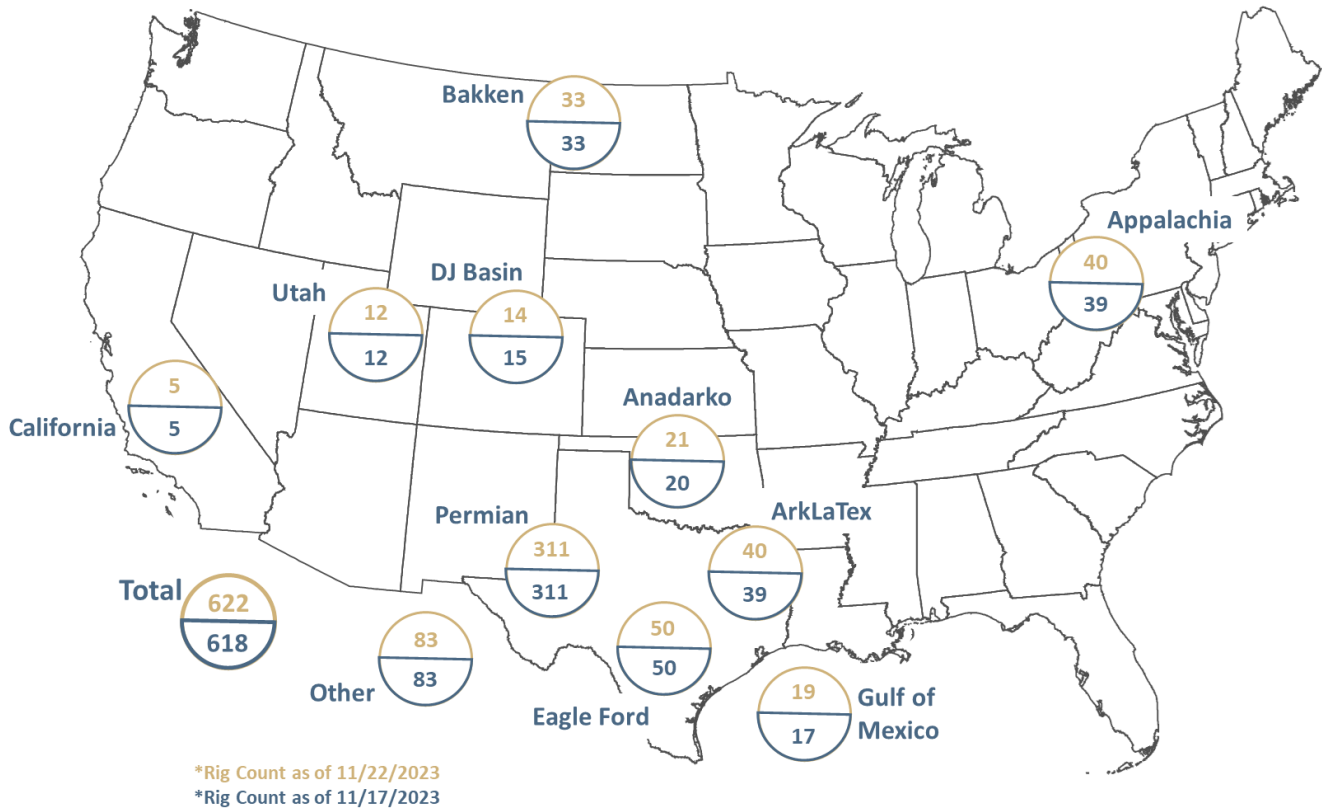 Bakken
33
33
Appalachia
40
39
DJ Basin
14
15
Utah
12
12
California
5
5
Anadarko
21
20
Permian
311
311
ArkLaTex
40
39
Total
622
618
Other
83
83
Eagle Ford
50
50
Gulf of
Mexico
19
17
*Rig Count as of 11/22/2023
*Rig Count as of 11/17/2023